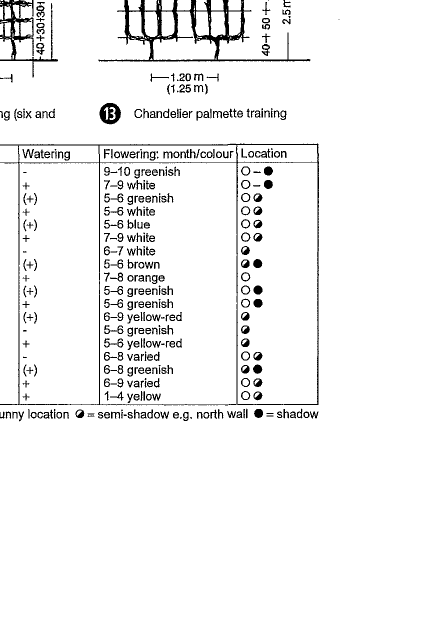 40+30+30+
40 + 50 +
2.5 m
1.20 m
(1.25 m)
ng (six and
13 Chandelier palmette training
Watering Flowering: month/colour Location
- 9–10 greenish ○ – ●
+ 7–9 white ○ – ●
(+) 5–6 greenish ○ ◕
+ 5–6 white ○ ◕
(+) 5–6 blue ○ ◕
+ 7–9 white ○ ◕
- 6–7 white ◕
(+) 5–6 brown ◕ ●
+ 7–8 orange ○
(+) 5–6 greenish ○ ●
+ 5–6 greenish ○ ●
(+) 6–9 yellow-red ◕
- 5–6 greenish ◕
+ 5–6 yellow-red ◕
- 6–8 varied ○ ◕
(+) 6–8 greenish ◕ ●
+ 6–9 varied ○ ◕
+ 1–4 yellow ○ ◕
unny location ◕ = semi-shadow e.g. north wall ● = shadow